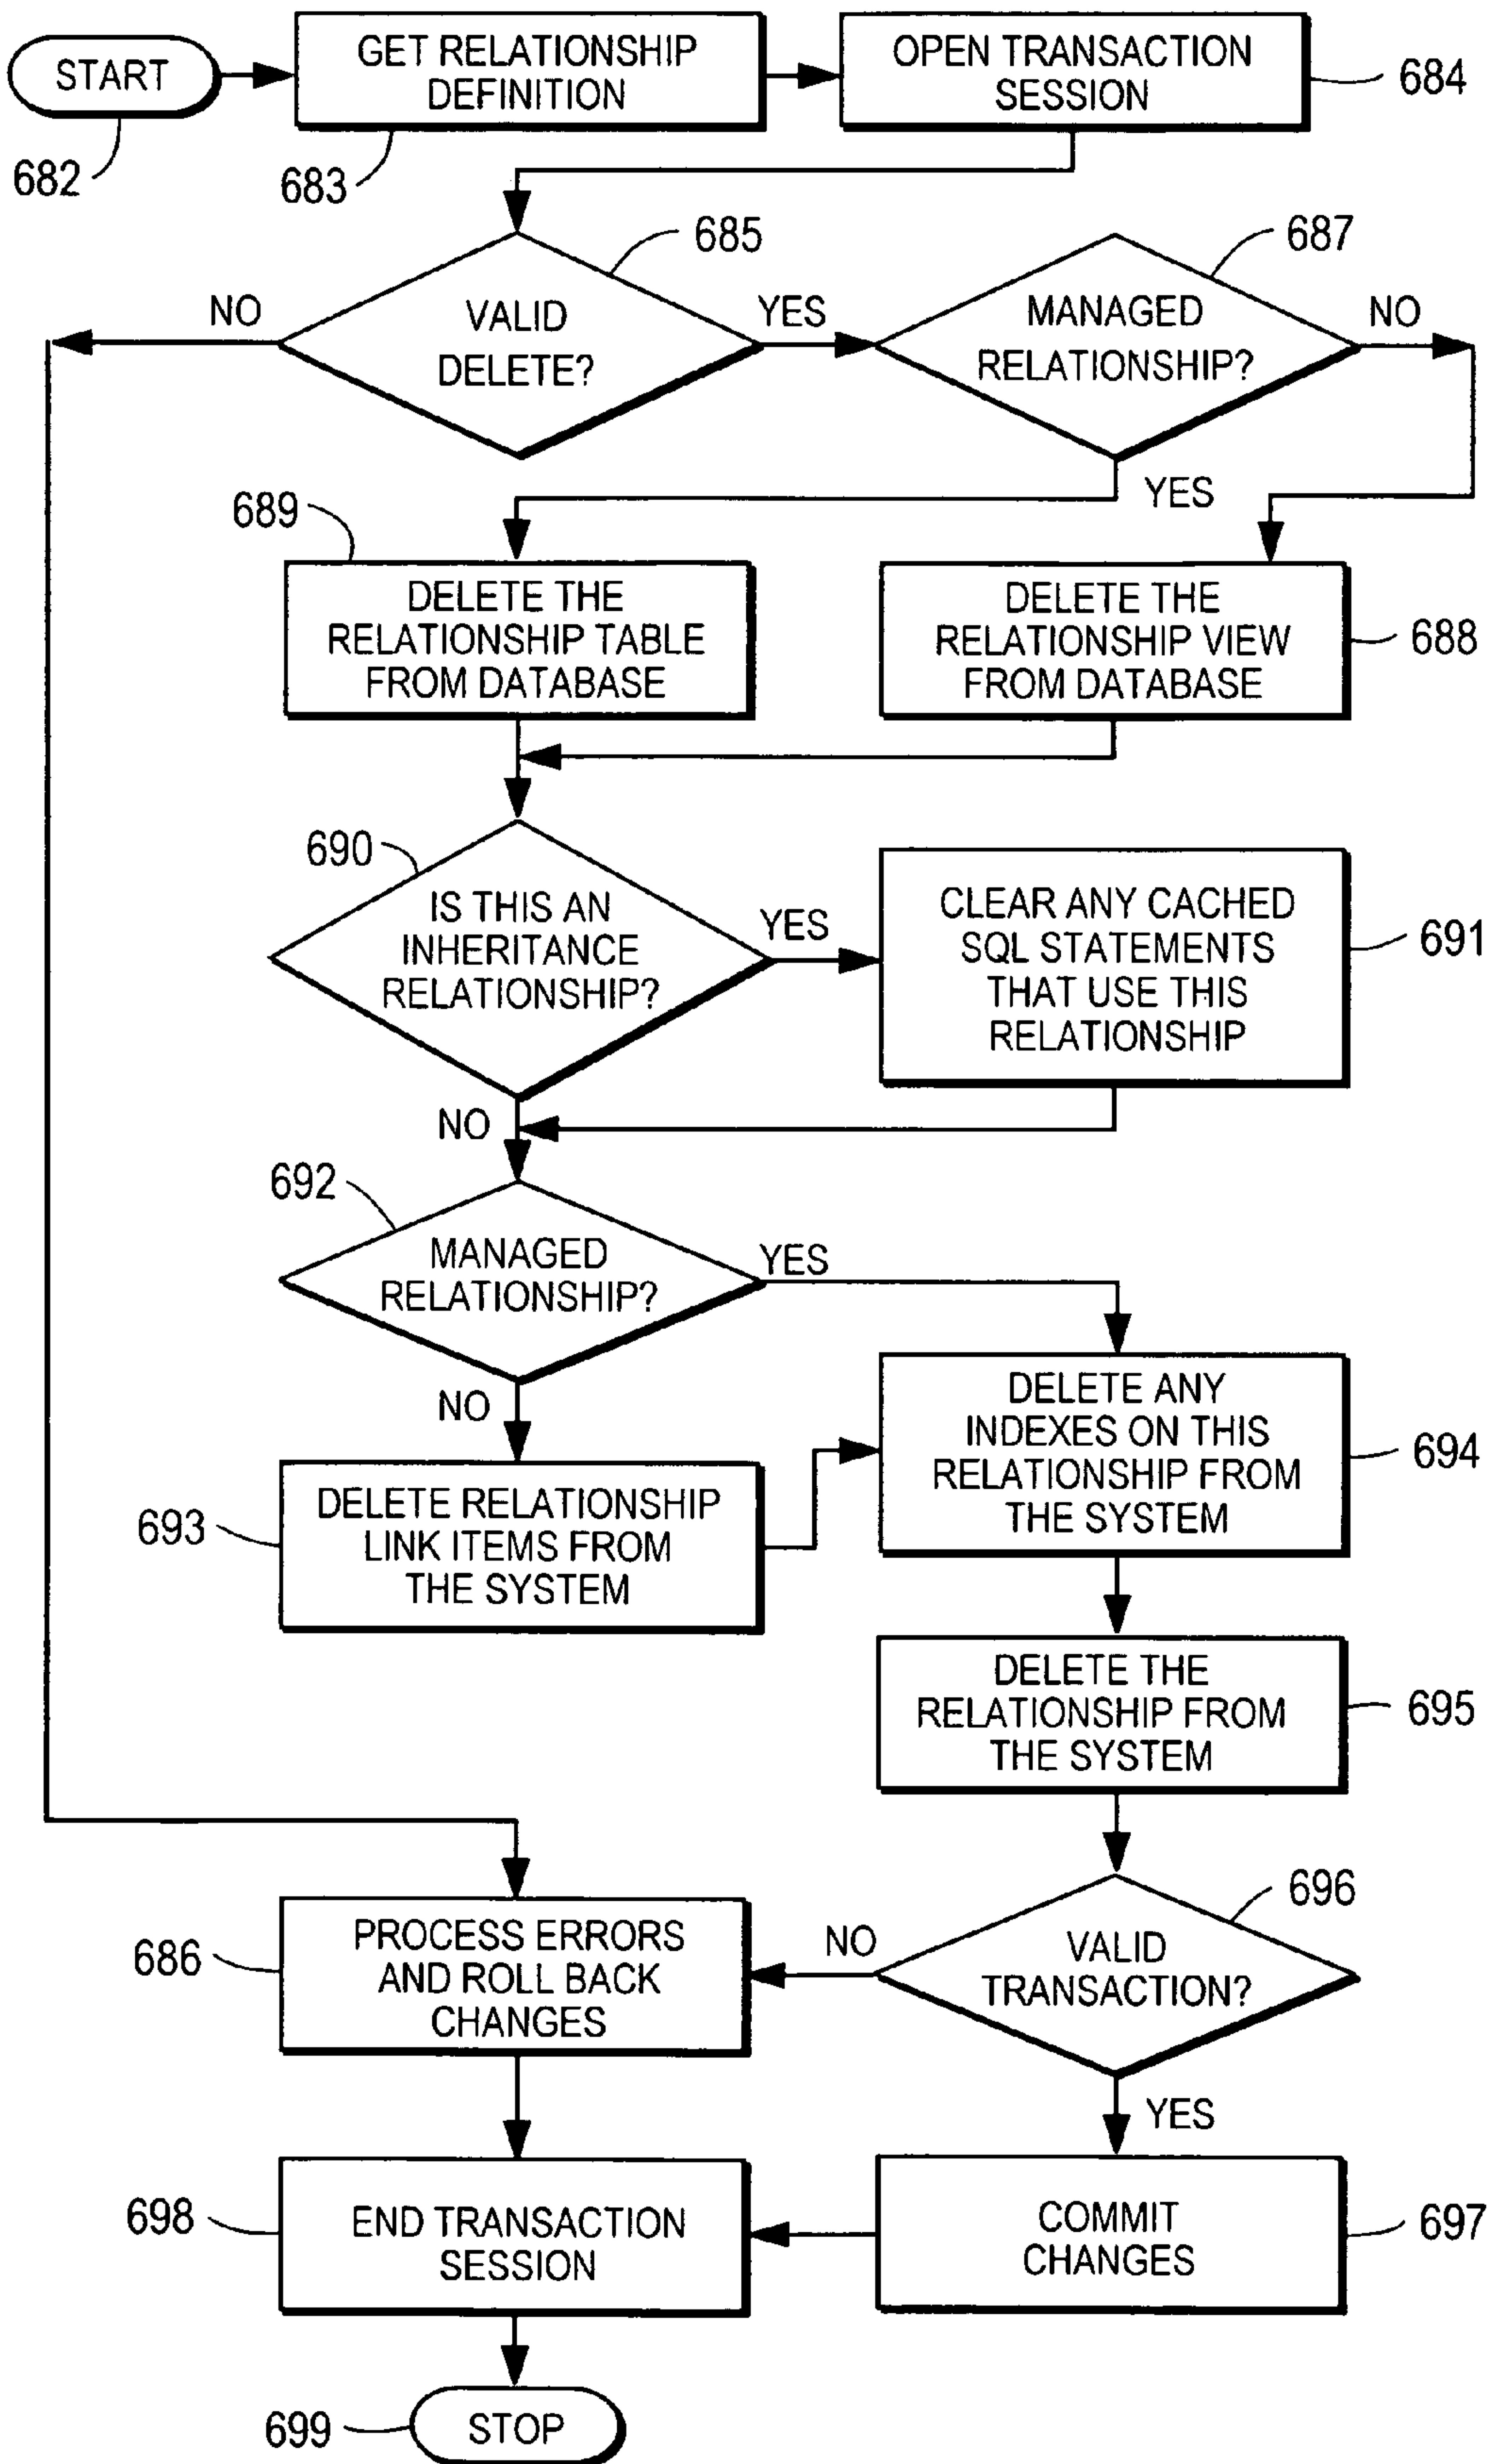 START
GET RELATIONSHIP
DEFINITION
OPEN TRANSACTION
SESSION
684
682
683
685
687
NO
VALID
DELETE?
YES
MANAGED
RELATIONSHIP?
NO
YES
689
DELETE THE
RELATIONSHIP TABLE
FROM DATABASE
DELETE THE
RELATIONSHIP VIEW
FROM DATABASE
688
690
IS THIS AN
INHERITANCE
RELATIONSHIP?
YES
CLEAR ANY CACHED
SQL STATEMENTS
THAT USE THIS
RELATIONSHIP
691
NO
692
MANAGED
RELATIONSHIP?
YES
NO
DELETE ANY
INDEXES ON THIS
RELATIONSHIP FROM
THE SYSTEM
694
693
DELETE RELATIONSHIP
LINK ITEMS FROM
THE SYSTEM
DELETE THE
RELATIONSHIP FROM
THE SYSTEM
695
696
686
PROCESS ERRORS
AND ROLL BACK
CHANGES
NO
VALID
TRANSACTION?
YES
698
END TRANSACTION
SESSION
COMMIT
CHANGES
697
699
STOP